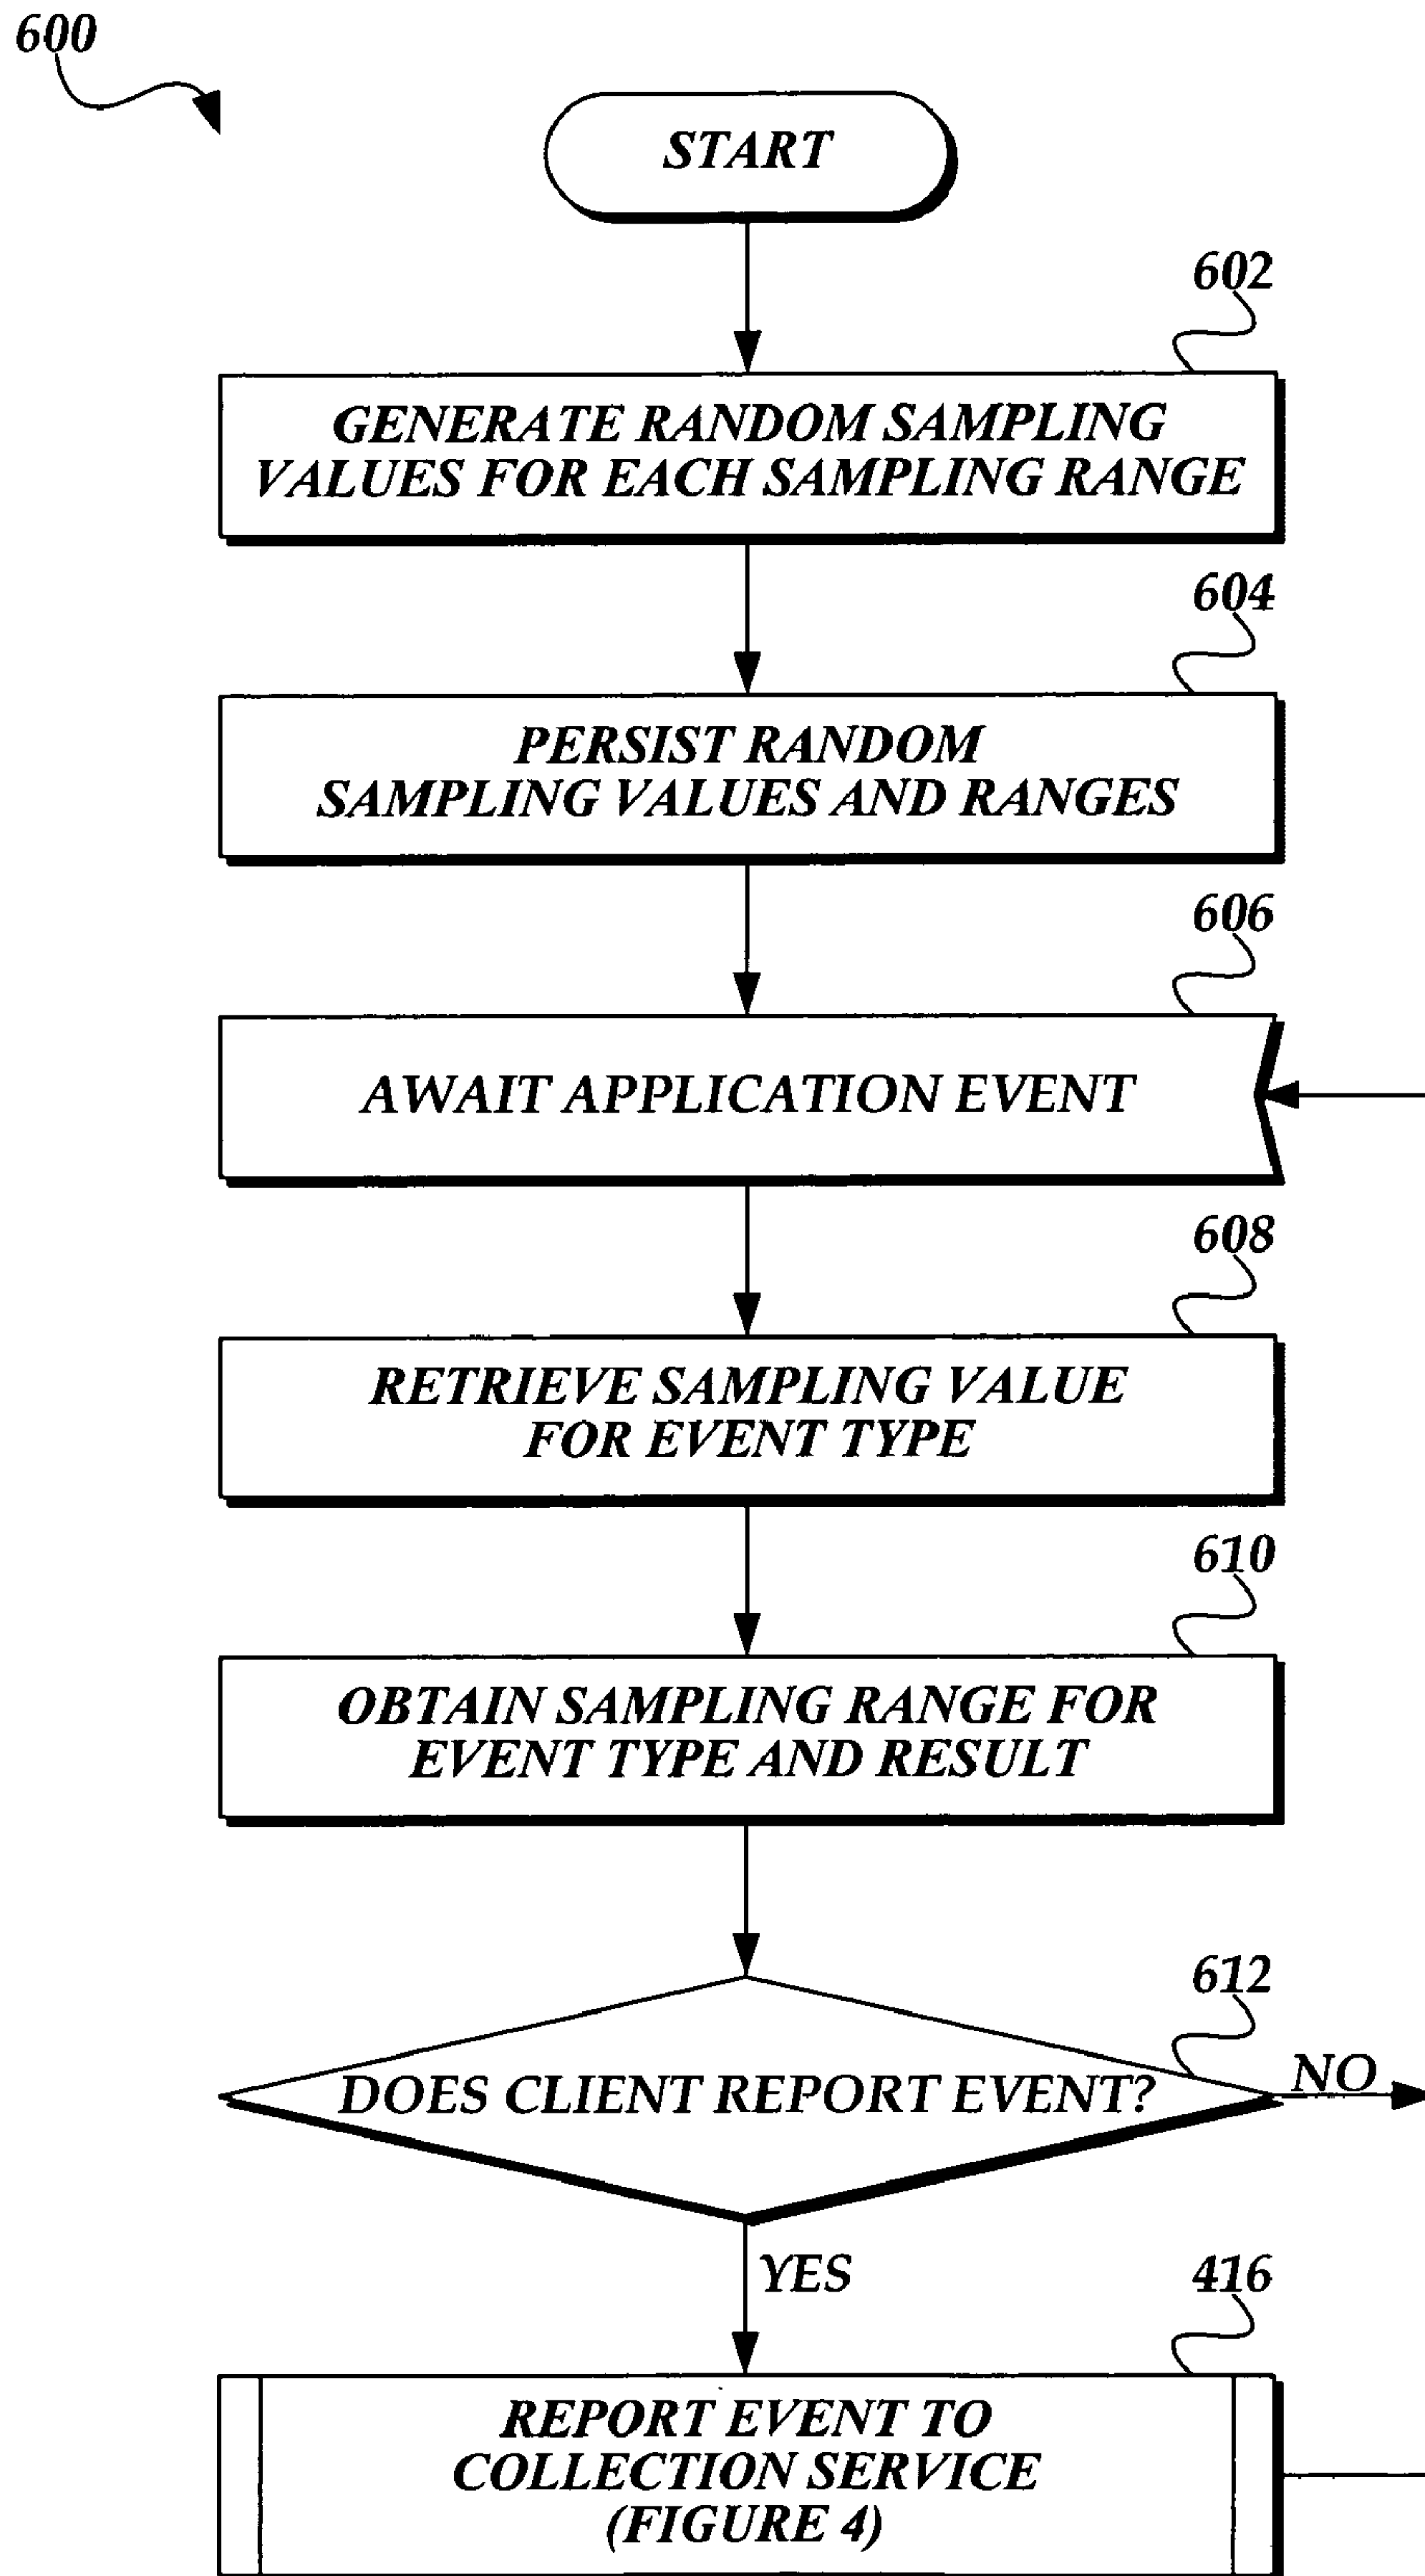 600
START
602
GENERATE RANDOM SAMPLING
VALUES FOR EACH SAMPLING RANGE
604
PERSIST RANDOM
SAMPLING VALUES AND RANGES
606
AWAIT APPLICATION EVENT
608
RETRIEVE SAMPLING VALUE
FOR EVENT TYPE
610
OBTAIN SAMPLING RANGE FOR
EVENT TYPE AND RESULT
612
DOES CLIENT REPORT EVENT?
NO
YES
416
REPORT EVENT TO
COLLECTION SERVICE
(FIGURE 4)